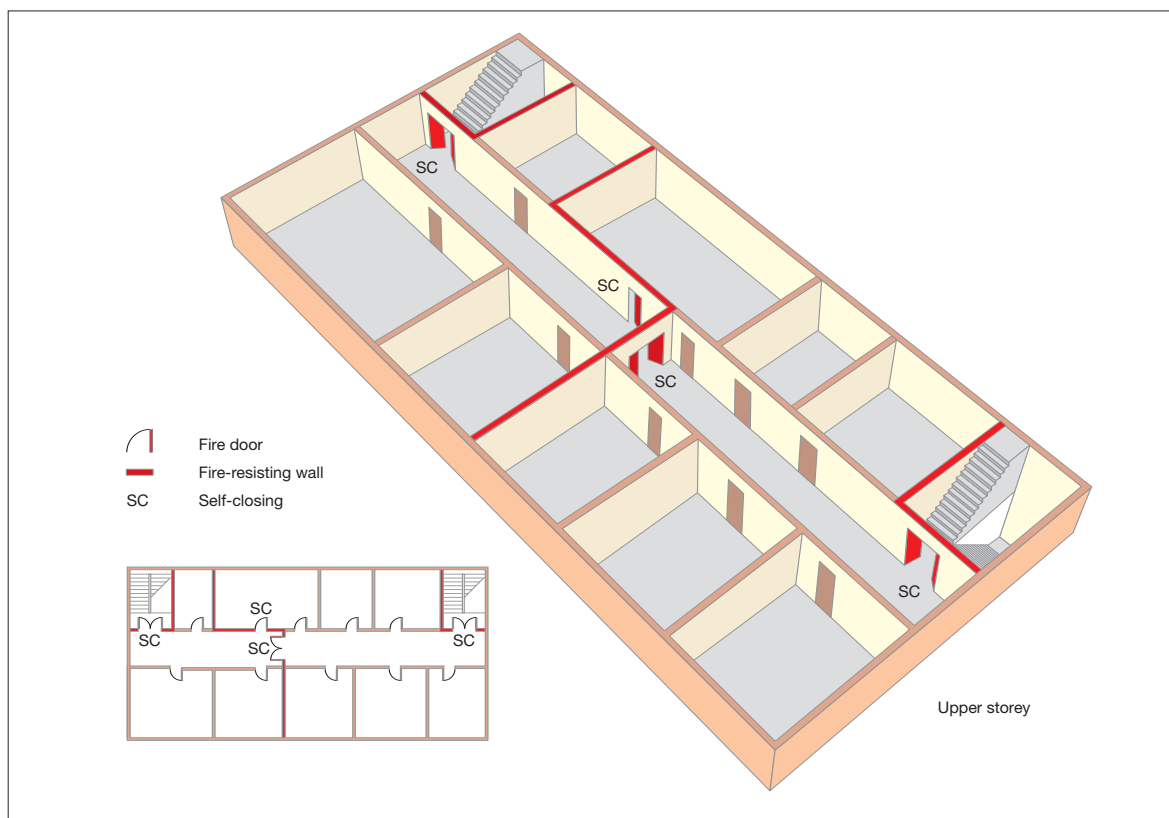 SC
SC
SC
SC
Fire door
Fire-resisting wall
SC Self-closing
SC
SC
SC
SC
Upper storey